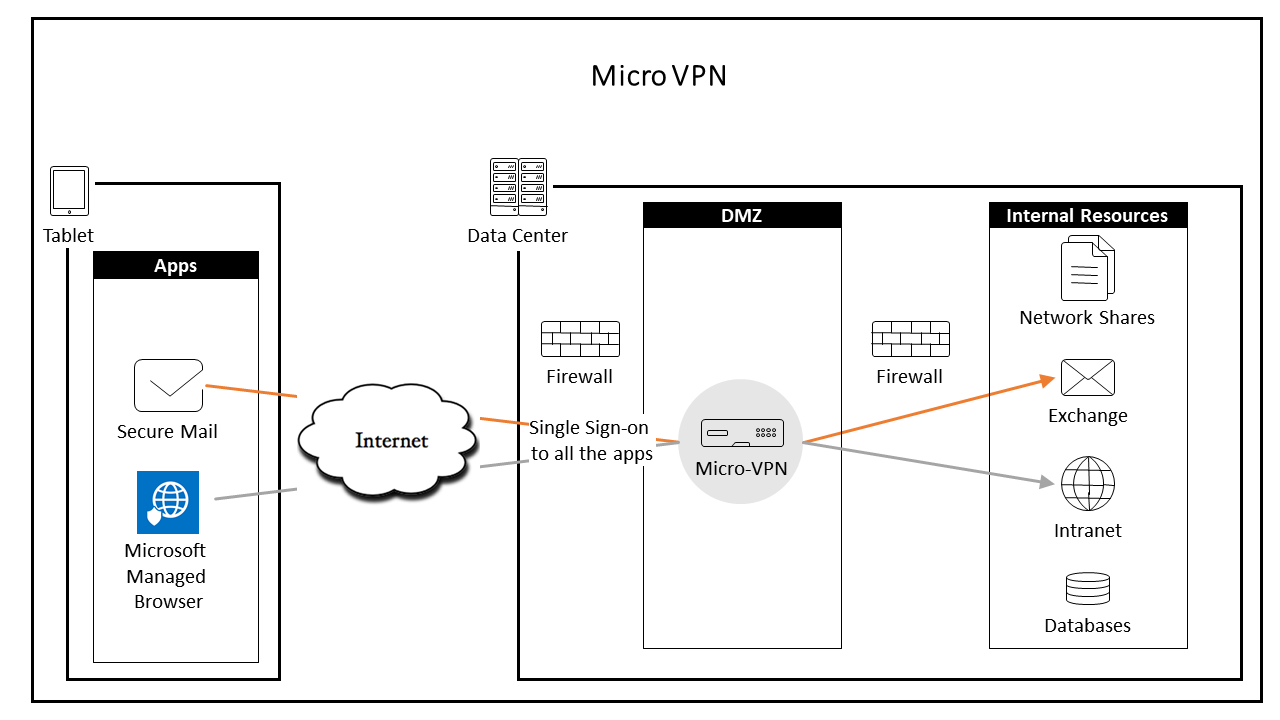 Micro VPN
Tablet
Apps
Secure Mail
Microsoft
Managed
Browser
Internet
Data Center
Firewall
Single Sign-on
to all the apps
DMZ
Micro-VPN
Firewall
Internal Resources
Network Shares
Exchange
Intranet
Databases